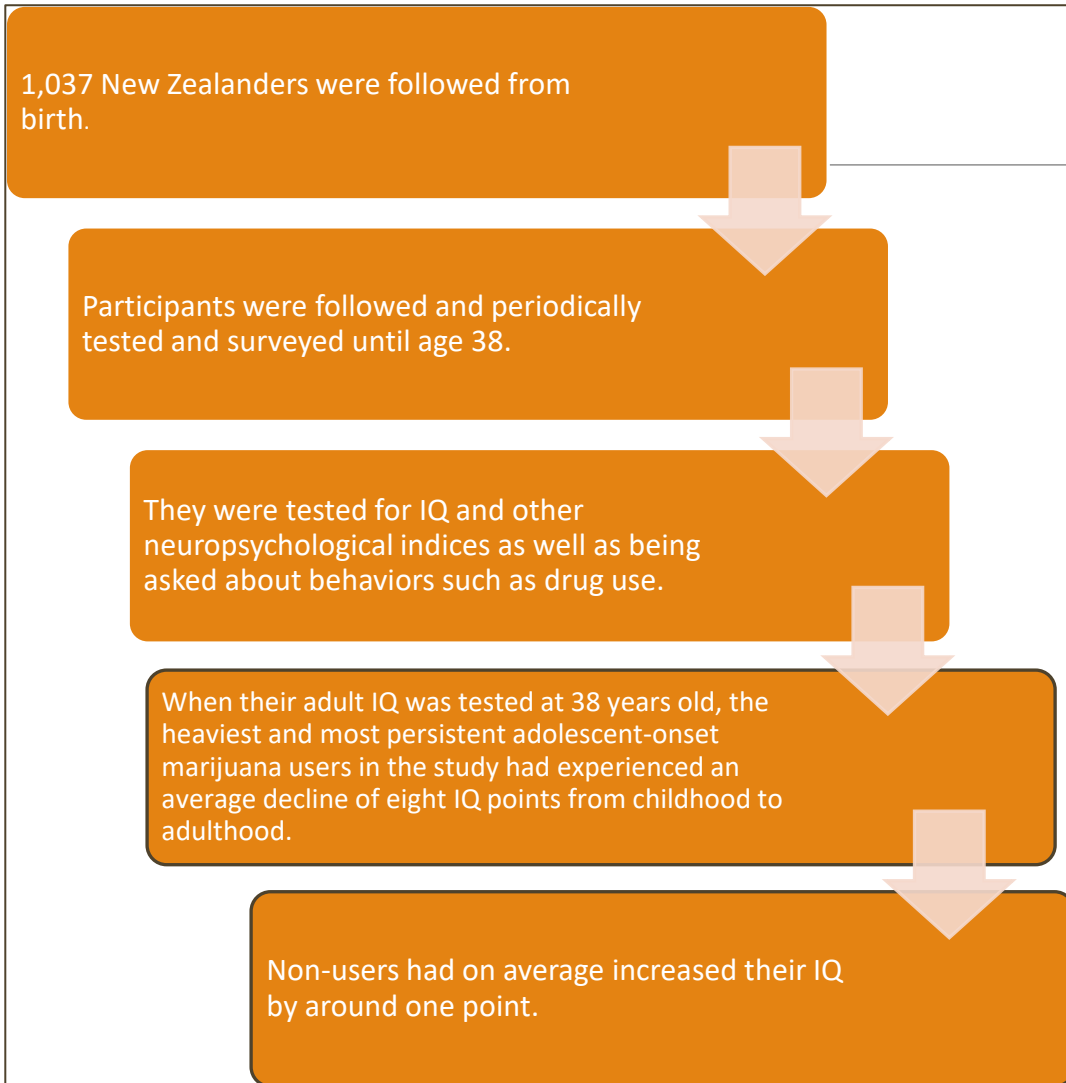 1,037 New Zealanders were followed from
birth.
Participants were followed and periodically
tested and surveyed until age 38.
They were tested for IQ and other
neuropsychological indices as well as being
asked about behaviors such as drug use.
When their adult IQ was tested at 38 years old, the
heaviest and most persistent adolescent-onset
marijuana users in the study had experienced an
average decline of eight IQ points from childhood to
adulthood.
Non-users had on average increased their IQ
by around one point.